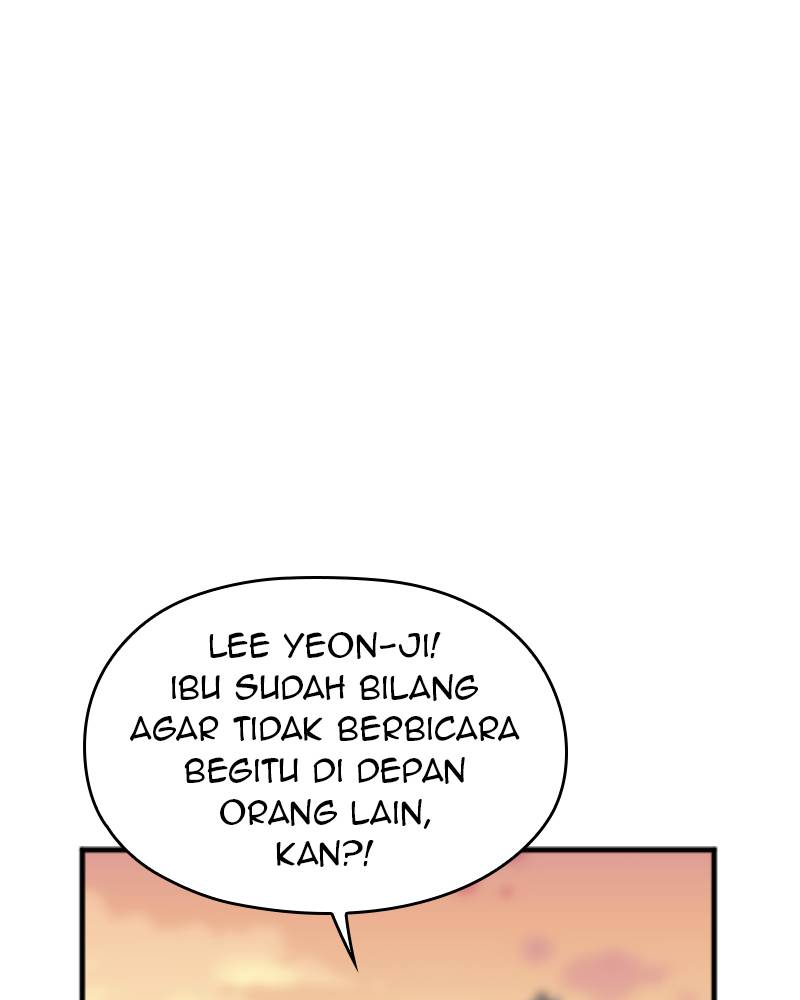 LEE YEON-JI!
IBU SUDAH BILANG
AGAR TIDAK BERBICARA
BEGITU DI DEPAN
ORANG LAIN,
KAN?!